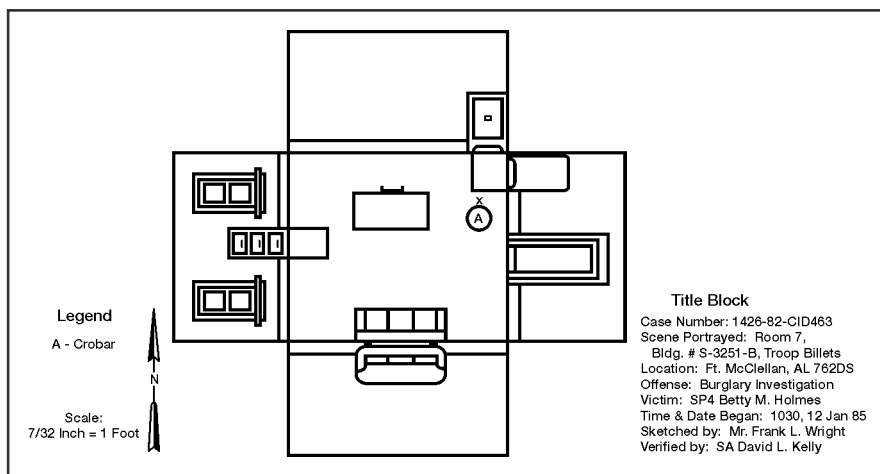 x
A
Legend
A - Crobar
N
Scale:
7/32 Inch = 1 Foot
Title Block
Case Number: 1426-82-CID463
Scene Portrayed: Room 7,
Bldg. # S-3251-B, Troop Billets
Location: Ft. McClellan, AL 762DS
Offense: Burglary Investigation
Victim: SP4 Betty M. Holmes
Time & Date Began: 1030, 12 Jan 85
Sketched by: Mr. Frank L. Wright
Verified by: SA David L. Kelly